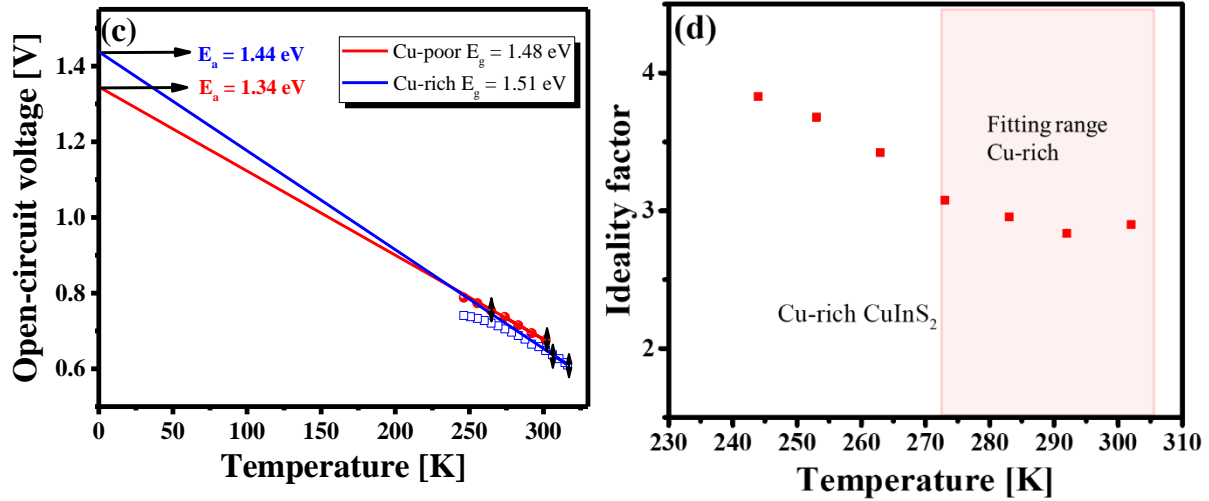 (c)
E_a = 1.44 eV
E_a = 1.34 eV
Cu-poor E_g = 1.48 eV
Cu-rich E_g = 1.51 eV
Open-circuit voltage [V]
1.4
1.2
1.0
0.8
0.6
0 50 100 150 200 250 300
Temperature [K]
(d)
Fitting range
Cu-rich
Cu-rich CuInS₂
Ideality factor
4
3
2
230 240 250 260 270 280 290 300 310
Temperature [K]